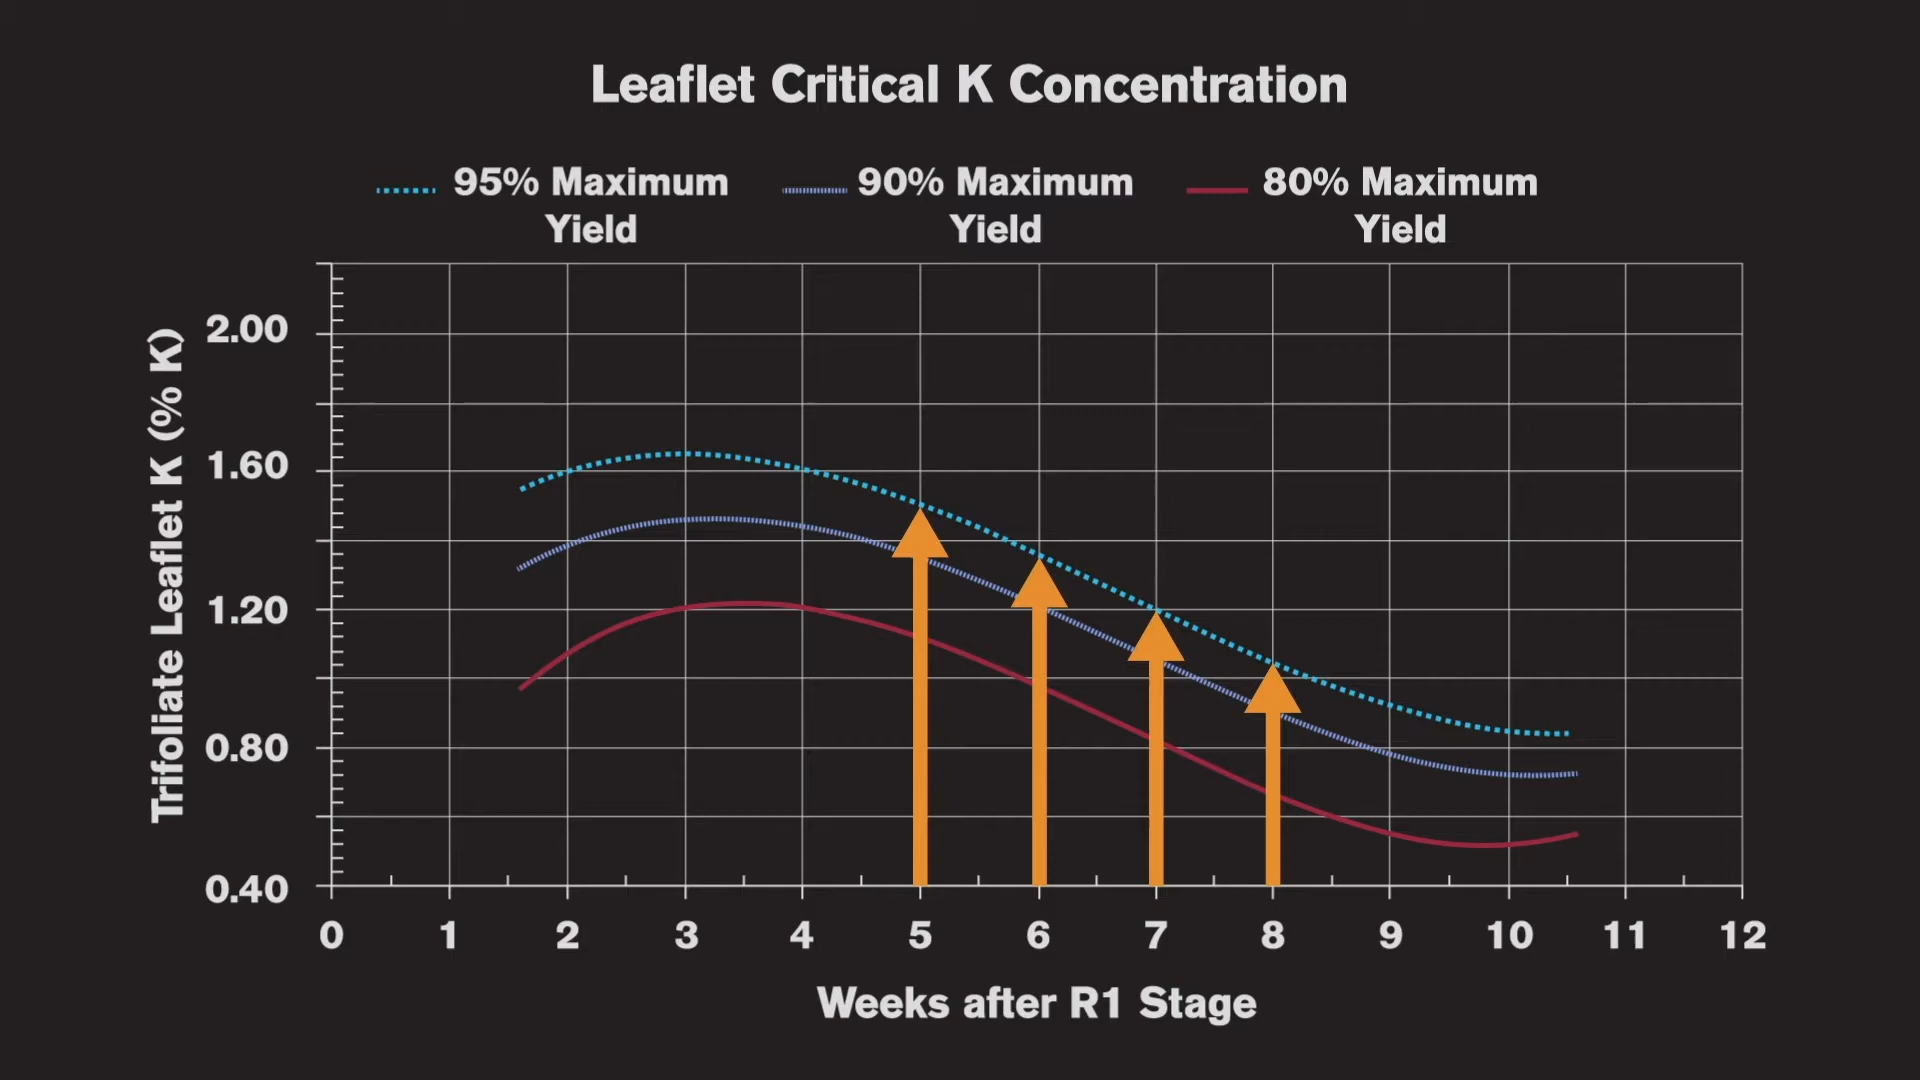 Leaflet Critical K Concentration
95% Maximum
Yield
90% Maximum
Yield
80% Maximum
Yield
Trifoliate Leaflet K (% K)
2.00
1.60
1.20
0.80
0.40
0 1 2 3 4 5 6 7 8 9 10 11 12
Weeks after R1 Stage